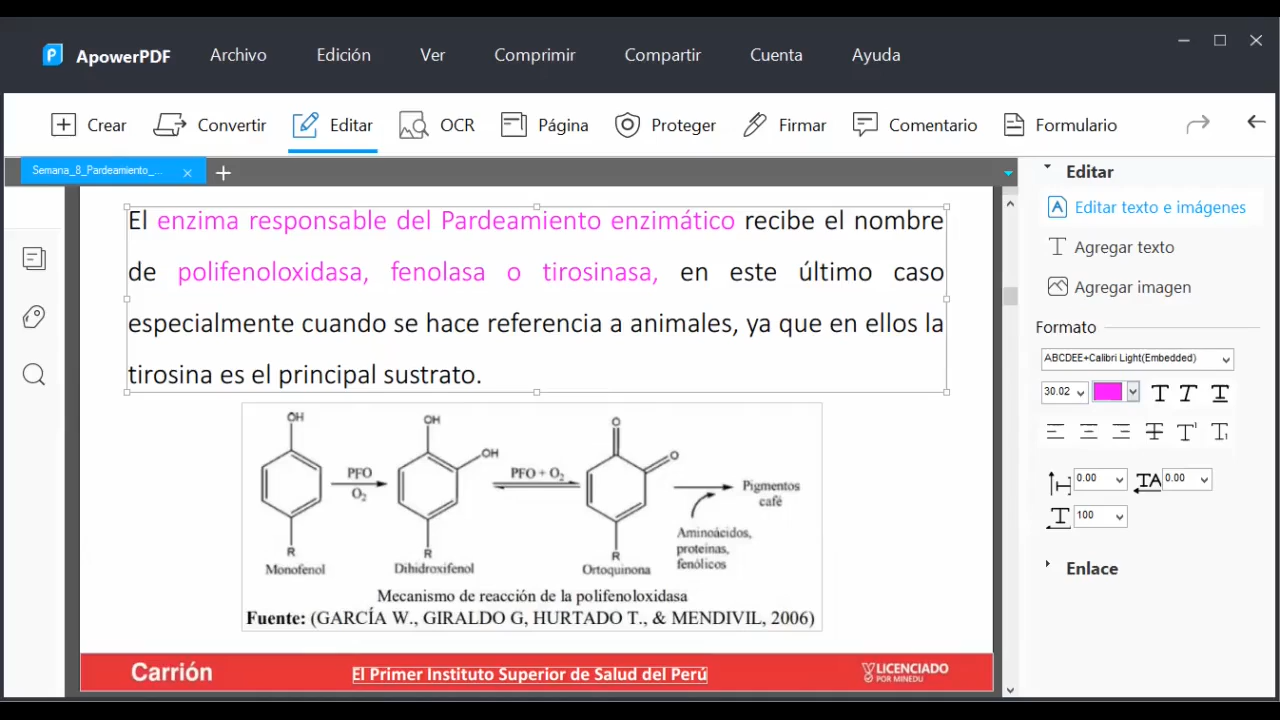 ApowerPDF Archivo Edición Ver Comprimir Compartir Cuenta Ayuda
Crear Convertir Editar OCR Página Proteger Firmar Comentario Formulario
Semana_8_Pardeamiento_...
El enzima responsable del Pardeamiento enzimático recibe el nombre
de polifenoloxidasa, fenolasa o tirosinasa, en este último caso
especialmente cuando se hace referencia a animales, ya que en ellos la
tirosina es el principal sustrato.
OH
OH
OH
O
O
PFO
O₂
PFO + O₂
Pigmentos
café
Aminoácidos,
proteinas,
fenólicos
R
R
R
Monofenol
Dihidroxifenol
Ortoquinona
Mecanismo de reacción de la polifenoloxidasa
Fuente: (GARCÍA W., GIRALDO G, HURTADO T., & MENDIVIL, 2006)
Carrión
El Primer Instituto Superior de Salud del Perú
LICENCIADO
POR MINEDU
Editar
Editar texto e imágenes
Agregar texto
Agregar imagen
Formato
ABCDEE+Calibri Light(Embedded)
30.02
0.00
0.00
100
Enlace